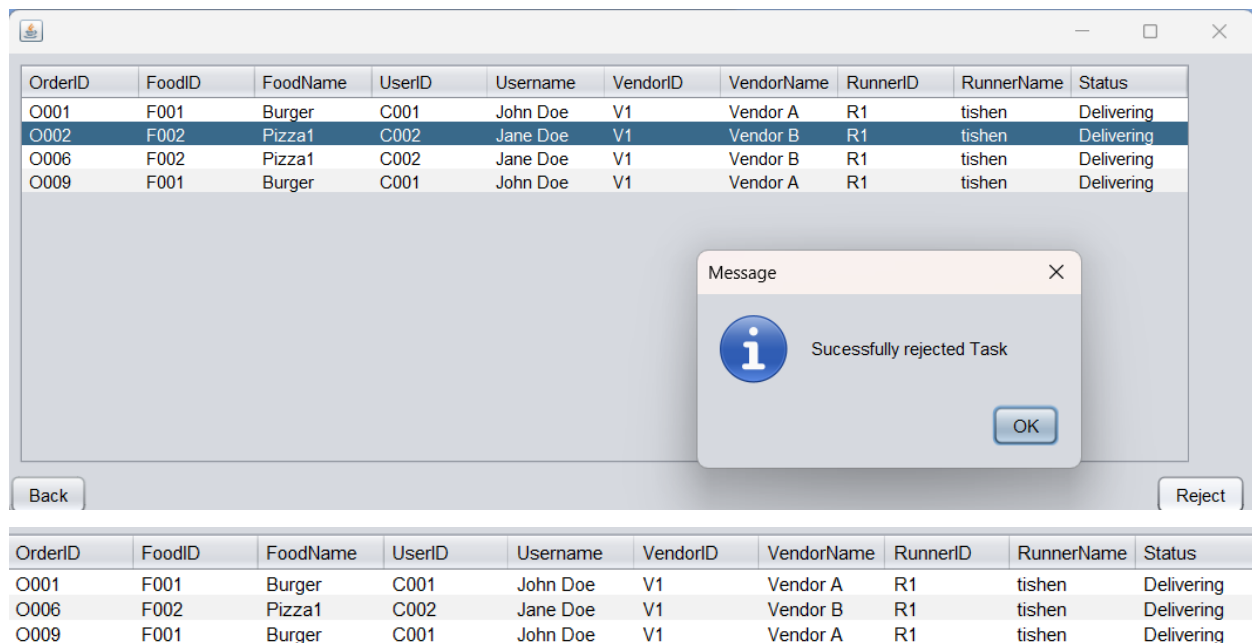 OrderID FoodID FoodName UserID Username VendorID VendorName RunnerID RunnerName Status
O001 F001 Burger C001 John Doe V1 Vendor A R1 tishen Delivering
O002 F002 Pizza1 C002 Jane Doe V1 Vendor B R1 tishen Delivering
O006 F002 Pizza1 C002 Jane Doe V1 Vendor B R1 tishen Delivering
O009 F001 Burger C001 John Doe V1 Vendor A R1 tishen Delivering
Message
Sucessfully rejected Task
OK
Back Reject
OrderID FoodID FoodName UserID Username VendorID VendorName RunnerID RunnerName Status
O001 F001 Burger C001 John Doe V1 Vendor A R1 tishen Delivering
O006 F002 Pizza1 C002 Jane Doe V1 Vendor B R1 tishen Delivering
O009 F001 Burger C001 John Doe V1 Vendor A R1 tishen Delivering